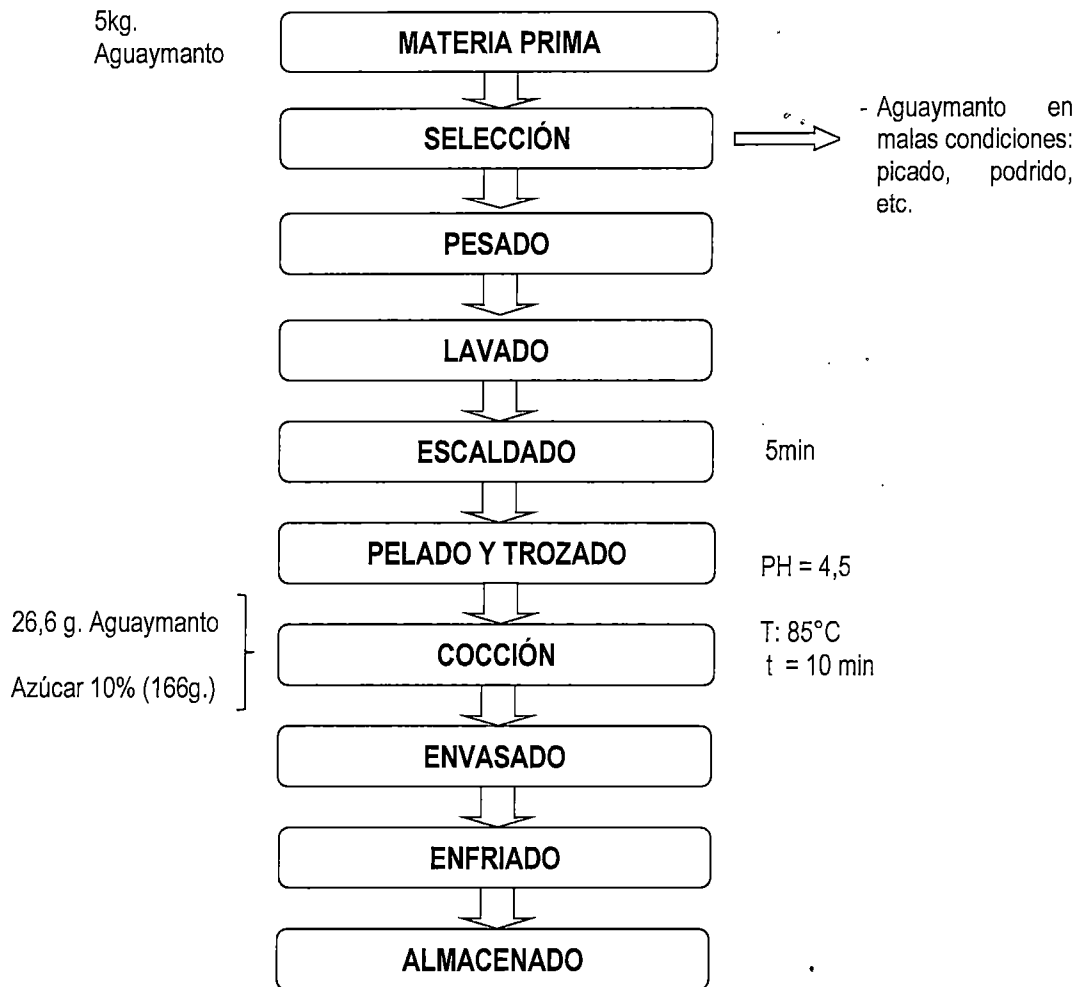 5kg.
Aguaymanto
MATERIA PRIMA
SELECCIÓN
- Aguaymanto en
malas condiciones:
picado, podrido,
etc.
PESADO
LAVADO
ESCALDADO
5min
PELADO Y TROZADO
PH = 4,5
26,6 g. Aguaymanto
Azúcar 10% (166g.)
COCCIÓN
T: 85°C
t = 10 min
ENVASADO
ENFRIADO
ALMACENADO